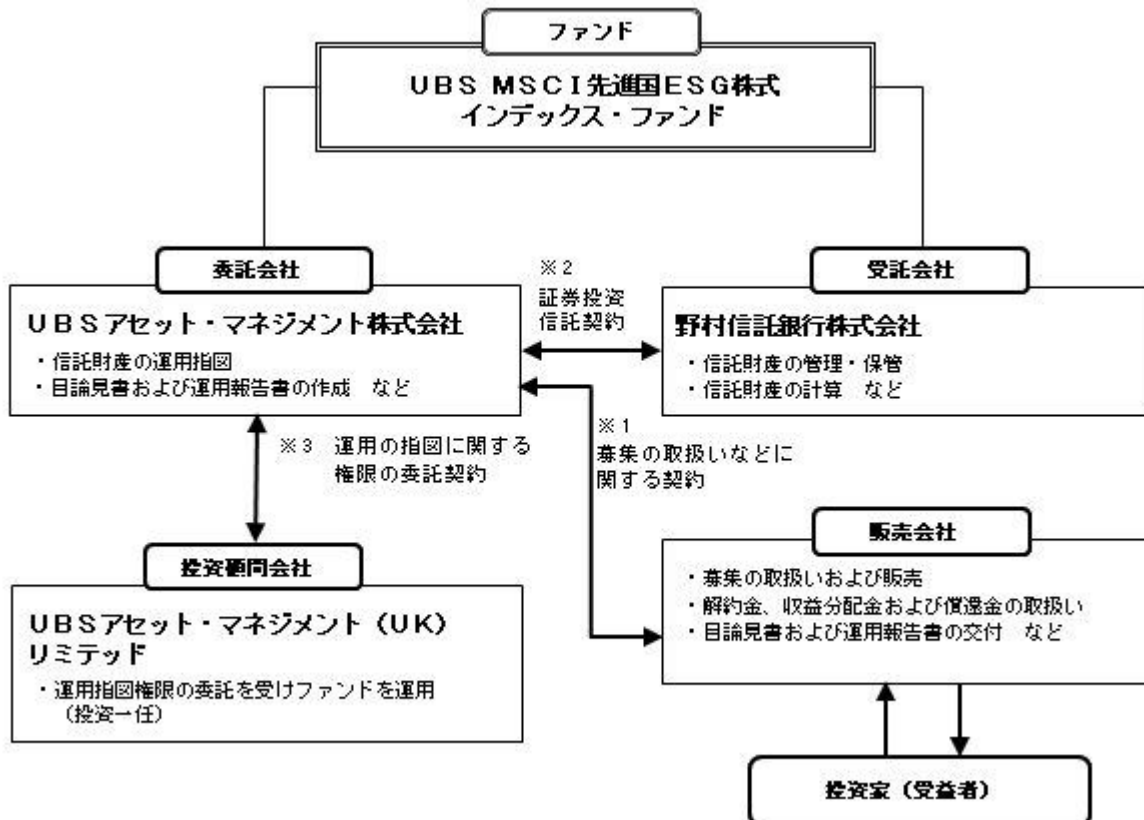 ファンド
UBS MSCI先進国ESG株式
インデックス・ファンド
委託会社
UBSアセット・マネジメント株式会社
・信託財産の運用指図
・目論見書および運用報告書の作成 など
※2
証券投資
信託契約
受託会社
野村信託銀行株式会社
・信託財産の管理・保管
・信託財産の計算 など
※3 運用の指図に関する
権限の委託契約
※1
募集の取扱いなどに
関する契約
投資顧問会社
UBSアセット・マネジメント(UK)
リミテッド
・運用指図権限の委託を受けファンドを運用
(投資一任)
販売会社
・募集の取扱いおよび販売
・解約金、収益分配金および償還金の取扱い
・目論見書および運用報告書の交付 など
投資家(受益者)